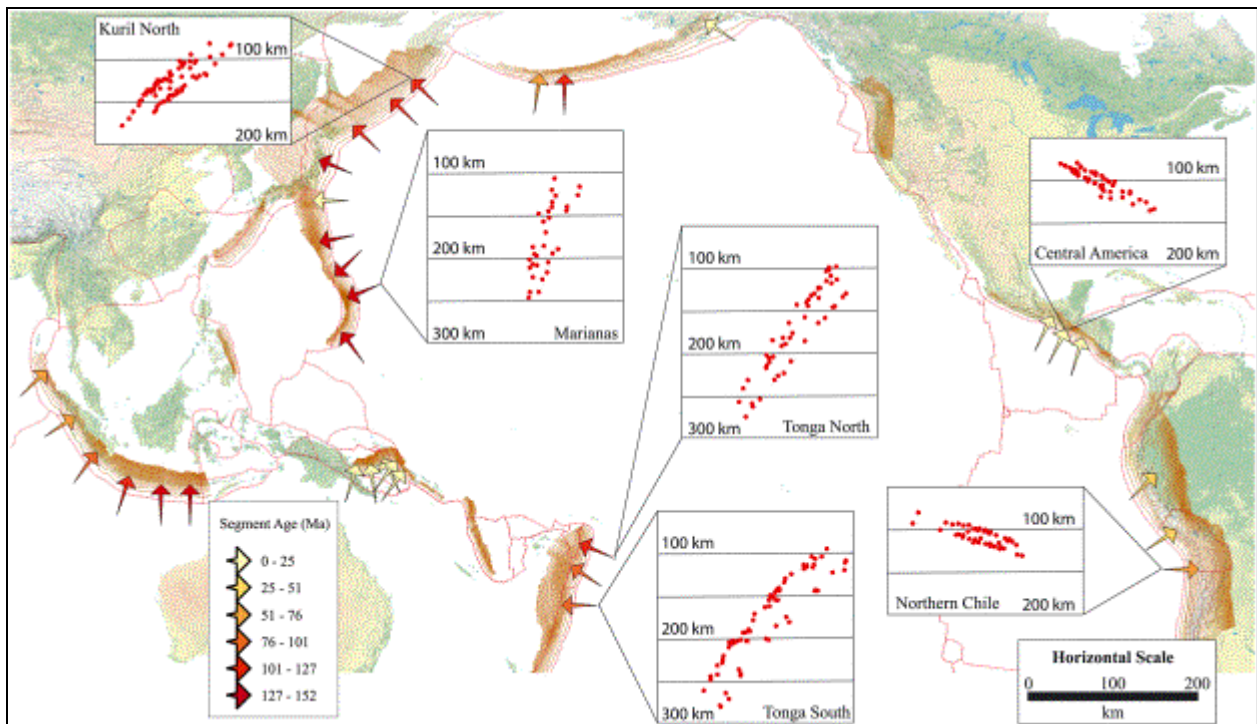 Kuril North
100 km
200 km
100 km
200 km
300 km
Marianas
100 km
Central America
200 km
100 km
200 km
300 km
Tonga North
100 km
Northern Chile
200 km
100 km
200 km
300 km
Tonga South
Segment Age (Ma)
0 - 25
25 - 51
51 - 76
76 - 101
101 - 127
127 - 152
Horizontal Scale
0 100 200
km